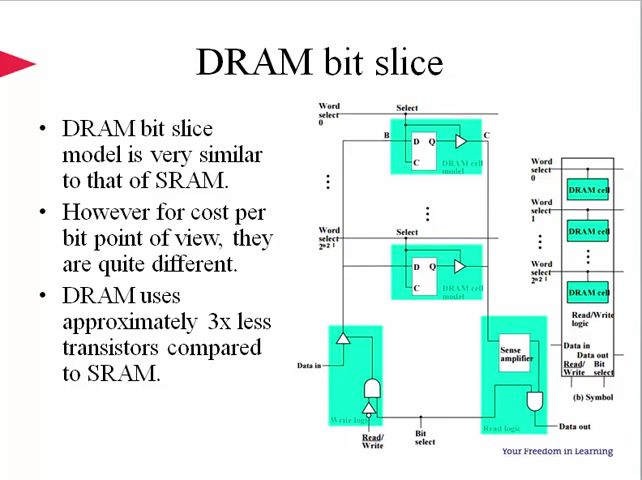 DRAM bit slice
• DRAM bit slice
model is very similar
to that of SRAM.
• However for cost per
bit point of view, they
are quite different.
• DRAM uses
approximately 3x less
transistors compared
to SRAM.
Word
select
0
Select
B
D Q
C
C
DRAM cell
model
Word
select
Select
D Q
C
DRAM cell
model
Data in
Write logic
Read/
Write
Bit
select
Sense
amplifier
Read logic
Data out
Word
select
0
DRAM cell
Word
select
1
DRAM cell
Word
select
DRAM cell
Read/Write
logic
Data in
Data out
Read/
Write
Bit
select
(b) Symbol
Your Freedom in Learning